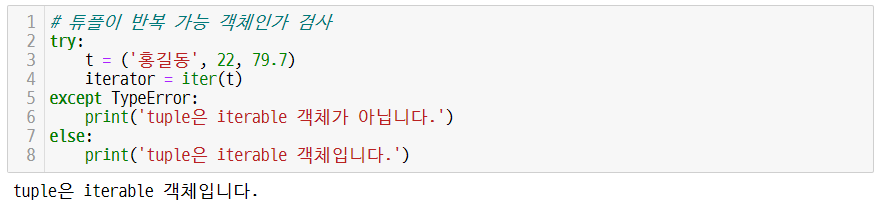 1 # 튜플이 반복 가능 객체인가 검사
2 try:
3     t = ('홍길동', 22, 79.7)
4     iterator = iter(t)
5 except TypeError:
6     print('tuple은 iterable 객체가 아닙니다.')
7 else:
8     print('tuple은 iterable 객체입니다.')
tuple은 iterable 객체입니다.